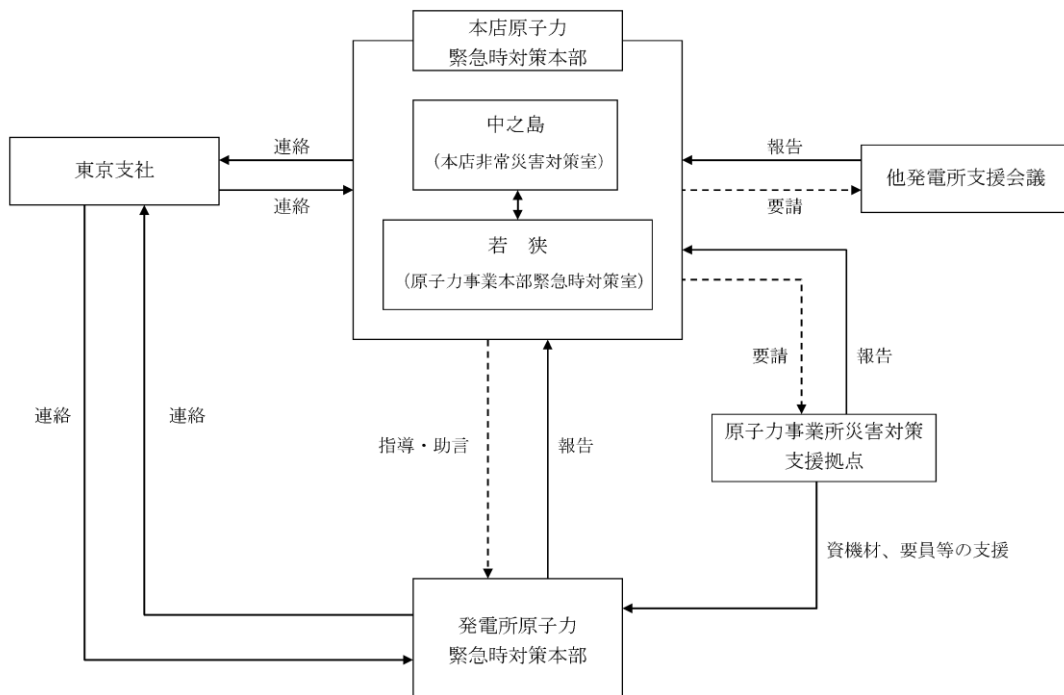 本店原子力
緊急時対策本部
中之島
（本店非常災害対策室）
連絡
報告
東京支社
他発電所支援会議
連絡
要請
若　狭
（原子力事業本部緊急時対策室）
要請
報告
連絡
連絡
指導・助言
報告
原子力事業所災害対策
支援拠点
資機材、要員等の支援
発電所原子力
緊急時対策本部